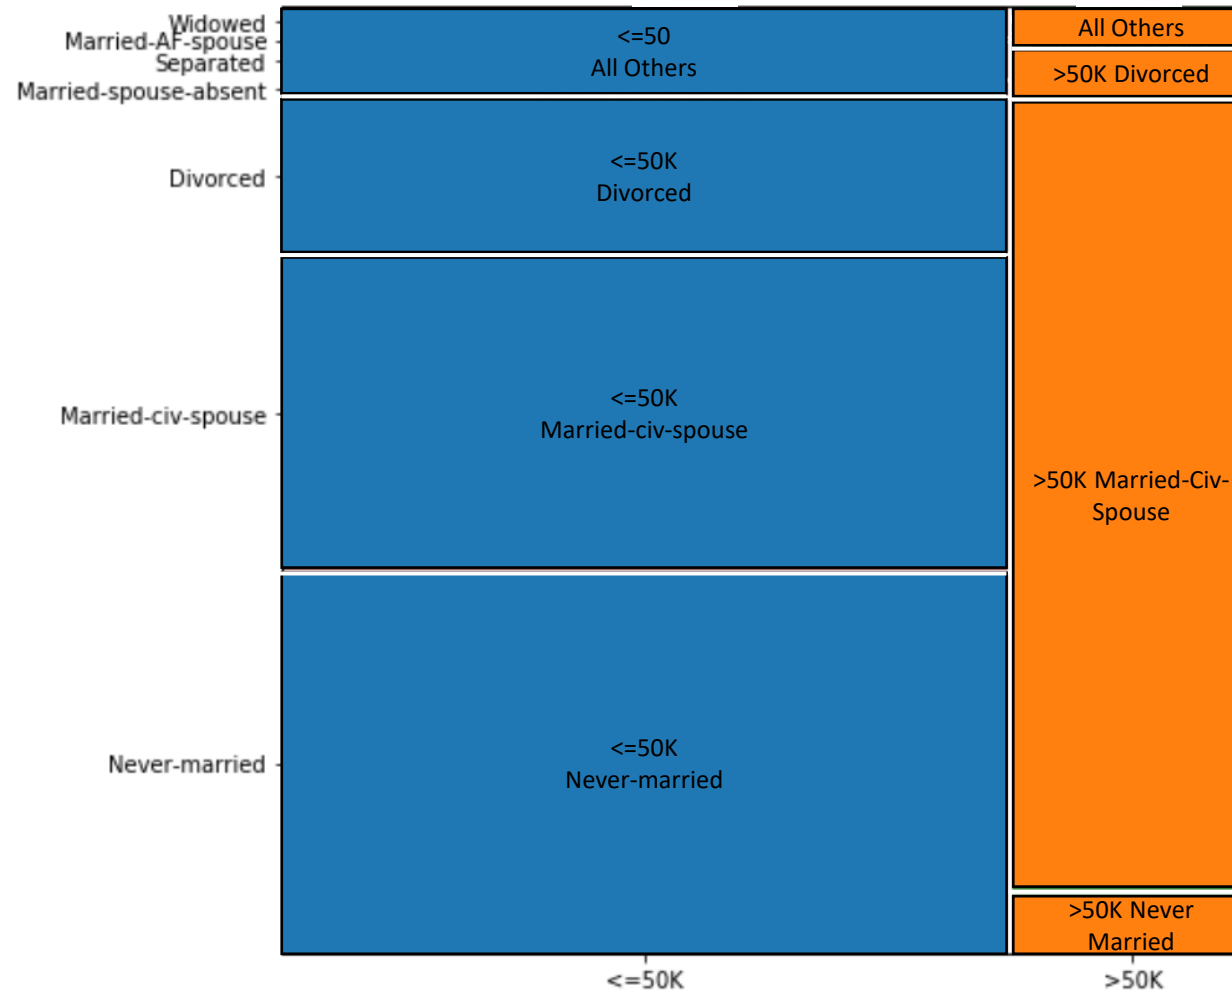 Widowed
Married-AF-spouse
Separated
Married-spouse-absent
Divorced
Married-civ-spouse
Never-married
<=50
All Others
<=50K
Divorced
<=50K
Married-civ-spouse
<=50K
Never-married
All Others
>50K Divorced
>50K Married-Civ-
Spouse
>50K Never
Married
<=50K
>50K